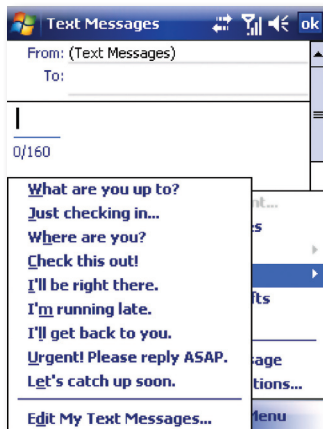 Text Messages ok
From: (Text Messages)
To:
0/160
What are you up to?
Just checking in...
Where are you?
Check this out!
I'll be right there.
I'm running late.
I'll get back to you.
Urgent! Please reply ASAP.
Let's catch up soon.
Edit My Text Messages...
Menu